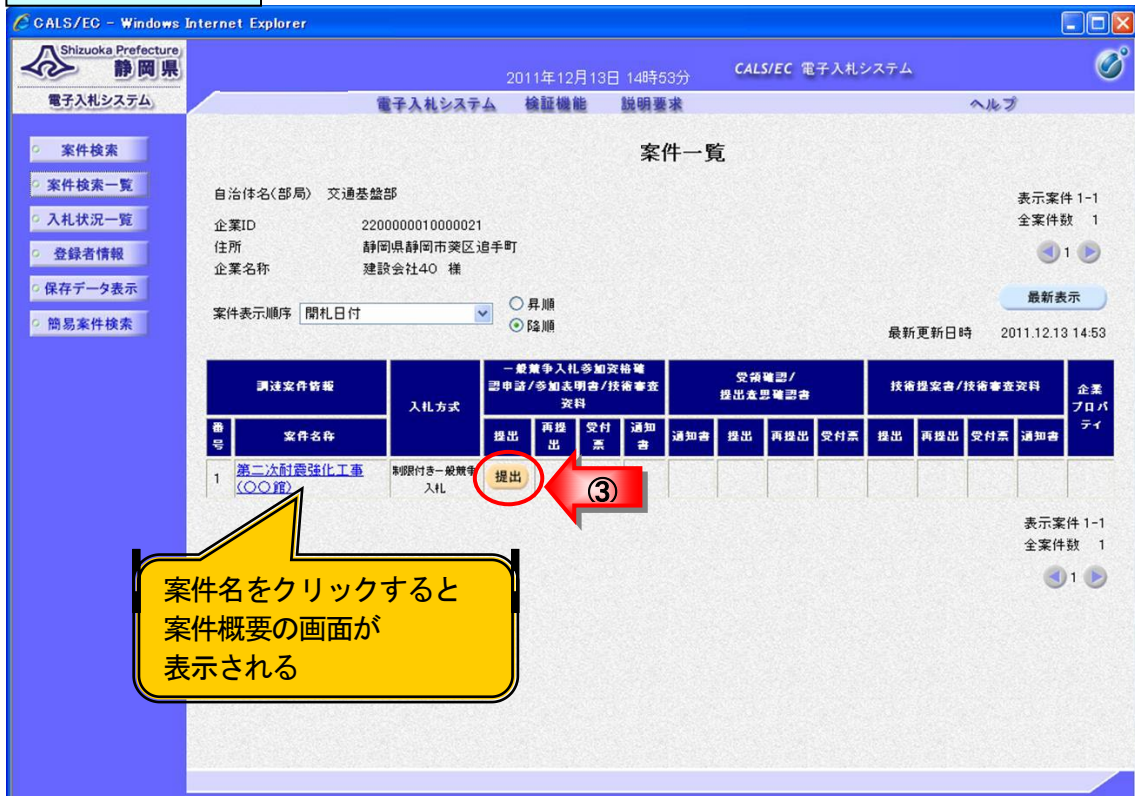 CALS/EC - Windows Internet Explorer
Shizuoka Prefecture
静岡県
電子入札システム
2011年12月13日 14時53分
CALS/EC 電子入札システム
電子入札システム 検証機能 説明要求 ヘルプ
案件検索
案件検索一覧
入札状況一覧
登録者情報
保存データ表示
簡易案件検索
案件一覧
自治体名(部局) 交通基盤部
企業ID 2200000010000021
住所 静岡県静岡市葵区追手町
企業名称 建設会社40 様
表示案件 1-1
全案件数 1
1
案件表示順序 開札日付
昇順
降順
最新表示
最新更新日時 2011.12.13 14:53
調達案件情報
入札方式
一般競争入札参加資格確
認申請/参加表明書/技術審査
資料
受領確認/
提出意思確認書
技術提案書/技術審査資料
企業
プロパ
ティ
番号 案件名称 提出 再提出 受付票 通知書 通知書 提出 再提出 受付票 提出 再提出 受付票 通知書
1 第二次耐震強化工事 制限付き一般競争 提出
(〇〇館) 入札
③
表示案件 1-1
全案件数 1
1
案件名をクリックすると
案件概要の画面が
表示される